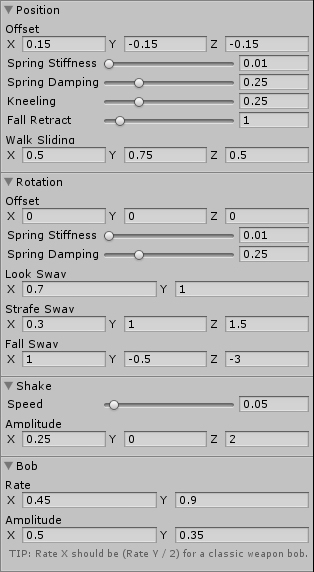 Position
Offset
X 0.15 Y -0.15 Z -0.15
Spring Stiffness 0.01
Spring Damping 0.25
Kneeling 0.25
Fall Retract 1
Walk Sliding
X 0.5 Y 0.75 Z 0.5
Rotation
Offset
X 0 Y 0 Z 0
Spring Stiffness 0.01
Spring Damping 0.25
Look Sway
X 0.7 Y 1
Strafe Sway
X 0.3 Y 1 Z 1.5
Fall Sway
X 1 Y -0.5 Z -3
Shake
Speed 0.05
Amplitude
X 0.25 Y 0 Z 2
Bob
Rate
X 0.45 Y 0.9
Amplitude
X 0.5 Y 0.35
TIP: Rate X should be (Rate Y / 2) for a classic weapon bob.